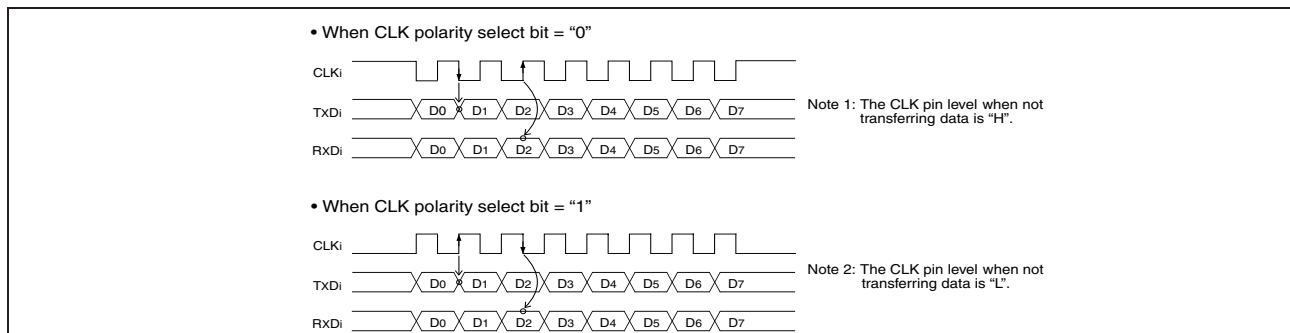 • When CLK polarity select bit = “0”
CLKi
TxDi D0 D1 D2 D3 D4 D5 D6 D7
RxDi D0 D1 D2 D3 D4 D5 D6 D7
Note 1: The CLK pin level when not
transferring data is “H”.
• When CLK polarity select bit = “1”
CLKi
TxDi D0 D1 D2 D3 D4 D5 D6 D7
RxDi D0 D1 D2 D3 D4 D5 D6 D7
Note 2: The CLK pin level when not
transferring data is “L”.